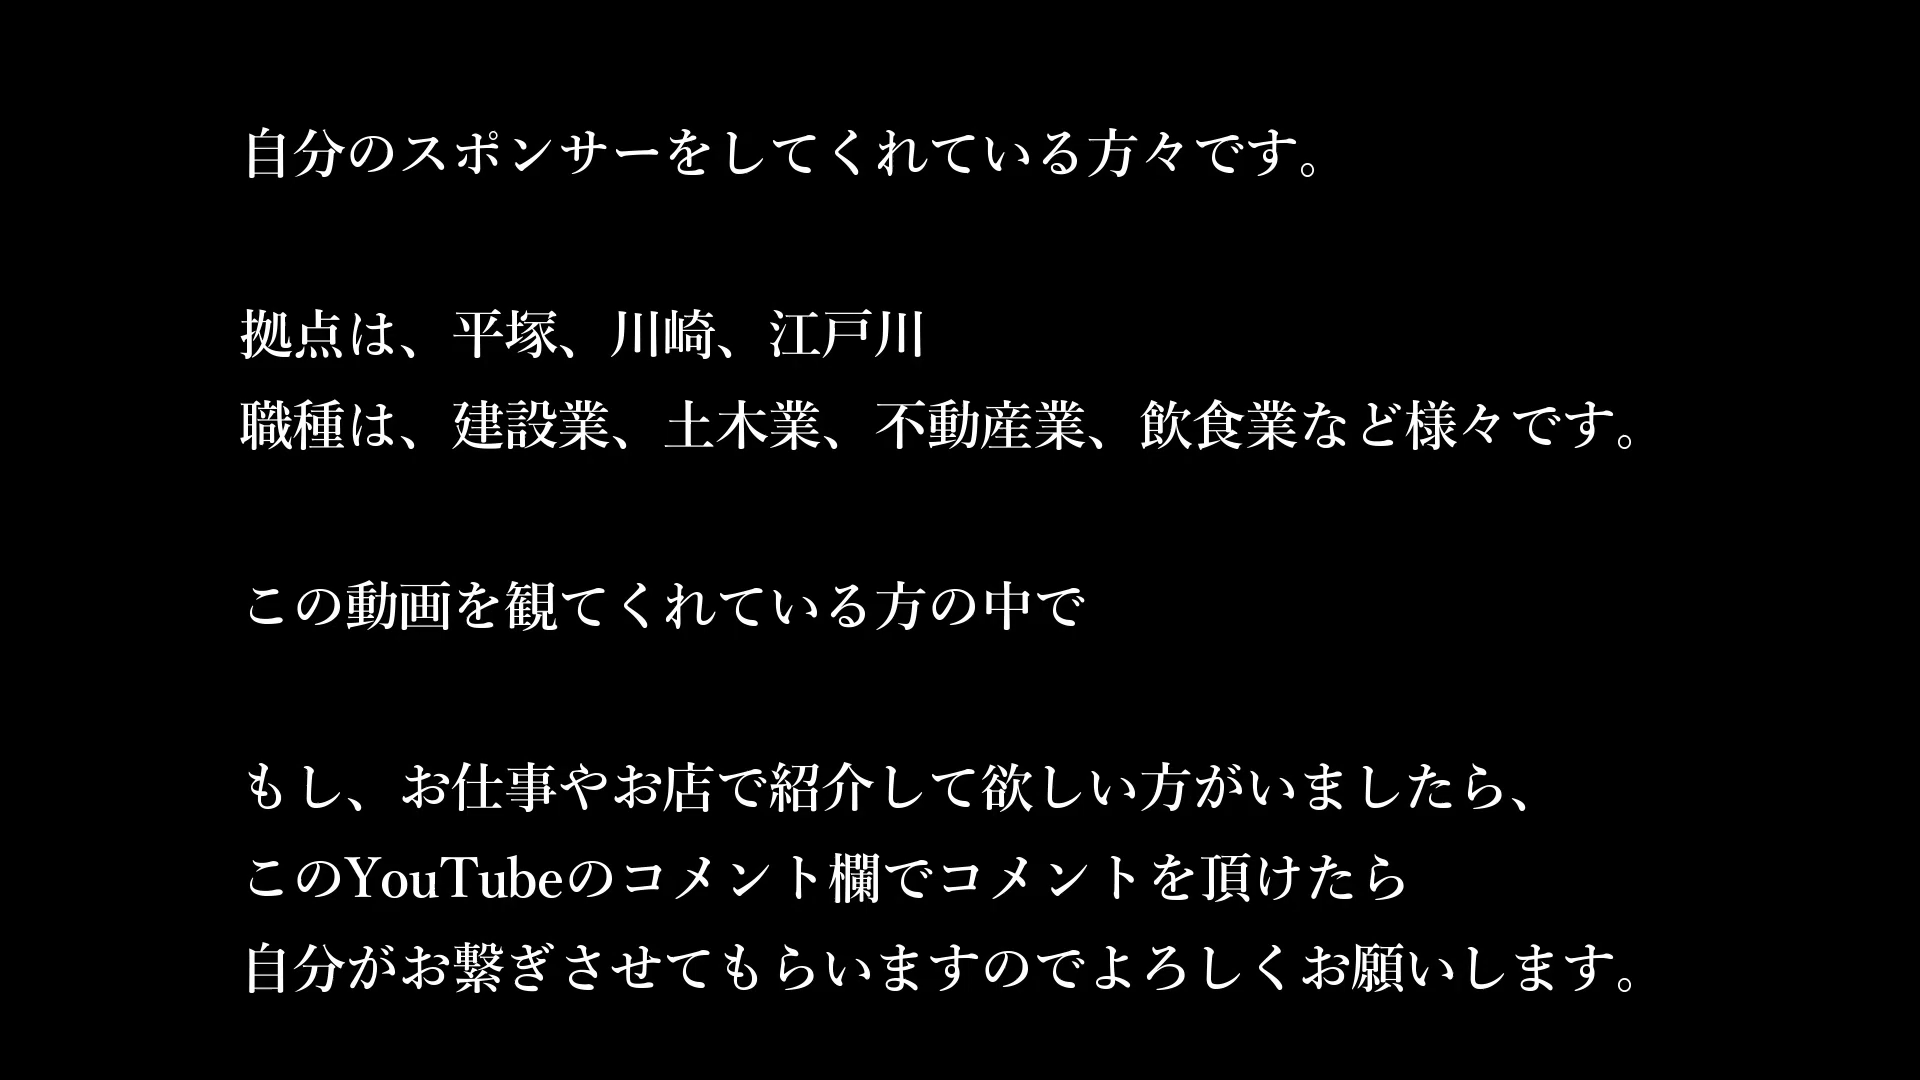 自分のスポンサーをしてくれている方々です。
拠点は、平塚、川崎、江戸川
職種は、建設業、土木業、不動産業、飲食業など様々です。
この動画を観てくれている方の中で
もし、お仕事やお店で紹介して欲しい方がいましたら、
このYouTubeのコメント欄でコメントを頂けたら
自分がお繋ぎさせてもらいますのでよろしくお願いします。